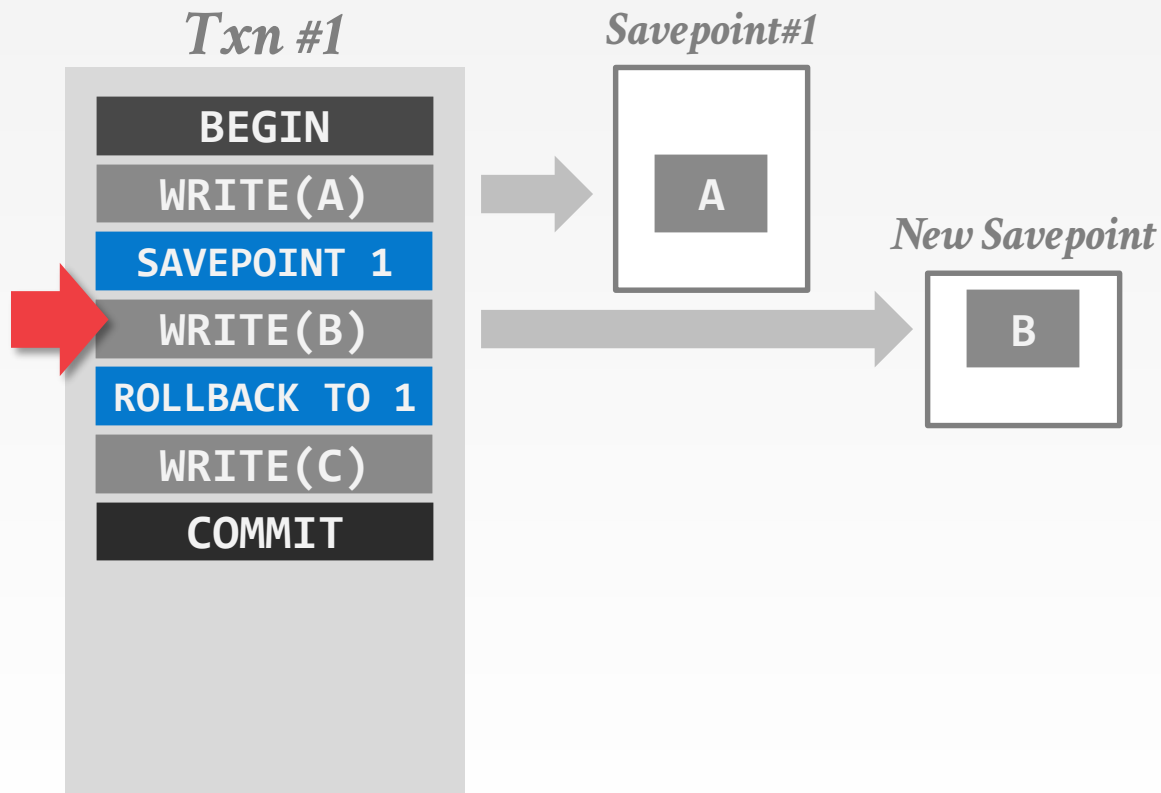 Txn #1
BEGIN
WRITE(A)
SAVEPOINT 1
WRITE(B)
ROLLBACK TO 1
WRITE(C)
COMMIT
Savepoint#1
A
New Savepoint
B